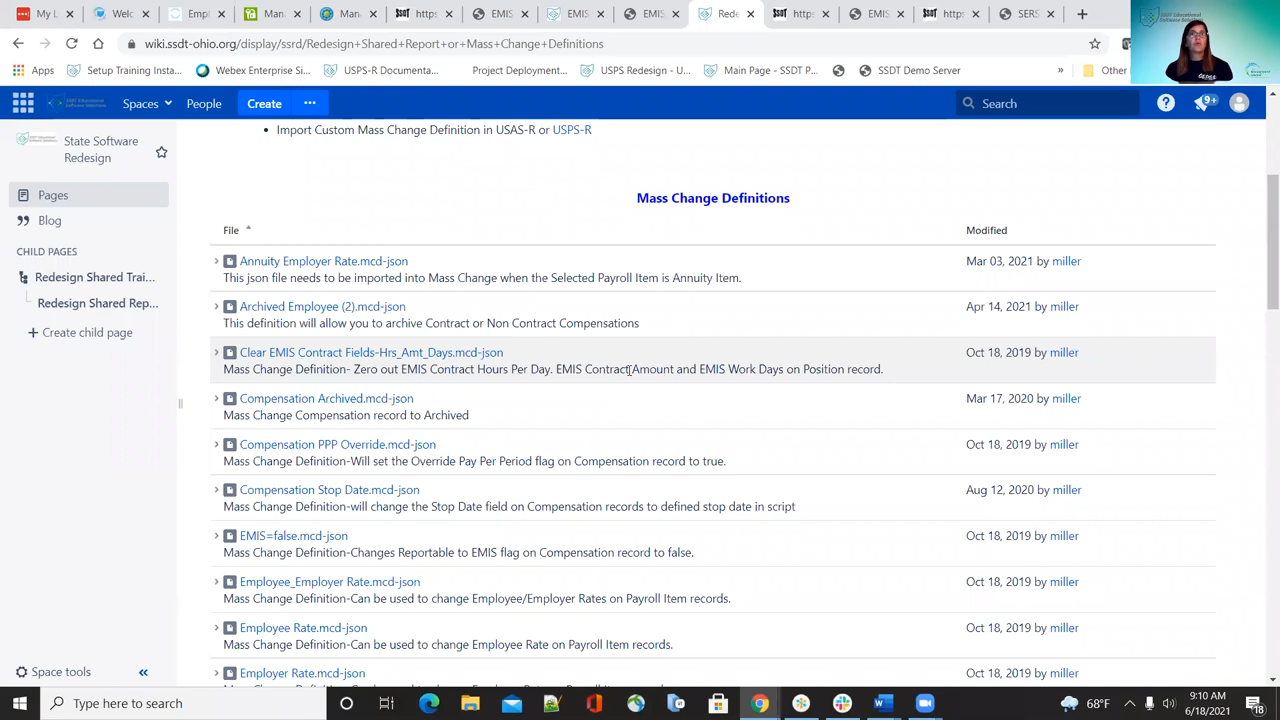 My L
Welc
Empl
Man
Man
SSDT
https
EMIS
EMIS
EMIS
Rede
https
EMIS
https
SERS
wiki.ssdt-ohio.org/display/ssrd/Redesign+Shared+Report+or+Mass+Change+Definitions
Apps
Setup Training Insta...
Webex Enterprise Si...
USPS-R Documenta...
Project Deployment...
USPS Redesign - U...
Main Page - SSDT P...
SSDT Demo Server
»
Other
Spaces
People
Create
•••
Search
9+
State Software
Redesign
Pages
Blog
CHILD PAGES
Redesign Shared Trai...
Redesign Shared Rep...
+ Create child page
Space tools
«
• Import Custom Mass Change Definition in USAS-R or USPS-R
Mass Change Definitions
File
Modified
Annuity Employer Rate.mcd-json
Mar 03, 2021 by miller
This json file needs to be imported into Mass Change when the Selected Payroll Item is Annuity Item.
Archived Employee (2).mcd-json
Apr 14, 2021 by miller
This definition will allow you to archive Contract or Non Contract Compensations
Clear EMIS Contract Fields-Hrs_Amt_Days.mcd-json
Oct 18, 2019 by miller
Mass Change Definition- Zero out EMIS Contract Hours Per Day. EMIS Contract Amount and EMIS Work Days on Position record.
Compensation Archived.mcd-json
Mar 17, 2020 by miller
Mass Change Compensation record to Archived
Compensation PPP Override.mcd-json
Oct 18, 2019 by miller
Mass Change Definition-Will set the Override Pay Per Period flag on Compensation record to true.
Compensation Stop Date.mcd-json
Aug 12, 2020 by miller
Mass Change Definition-will change the Stop Date field on Compensation records to defined stop date in script
EMIS=false.mcd-json
Oct 18, 2019 by miller
Mass Change Definition-Changes Reportable to EMIS flag on Compensation record to false.
Employee_Employer Rate.mcd-json
Oct 18, 2019 by miller
Mass Change Definition-Can be used to change Employee/Employer Rates on Payroll Item records.
Employee Rate.mcd-json
Oct 18, 2019 by miller
Mass Change Definition-Can be used to change Employee Rate on Payroll Item records.
Employer Rate.mcd-json
Oct 18, 2019 by miller
Type here to search
68°F
9:10 AM
6/18/2021
18